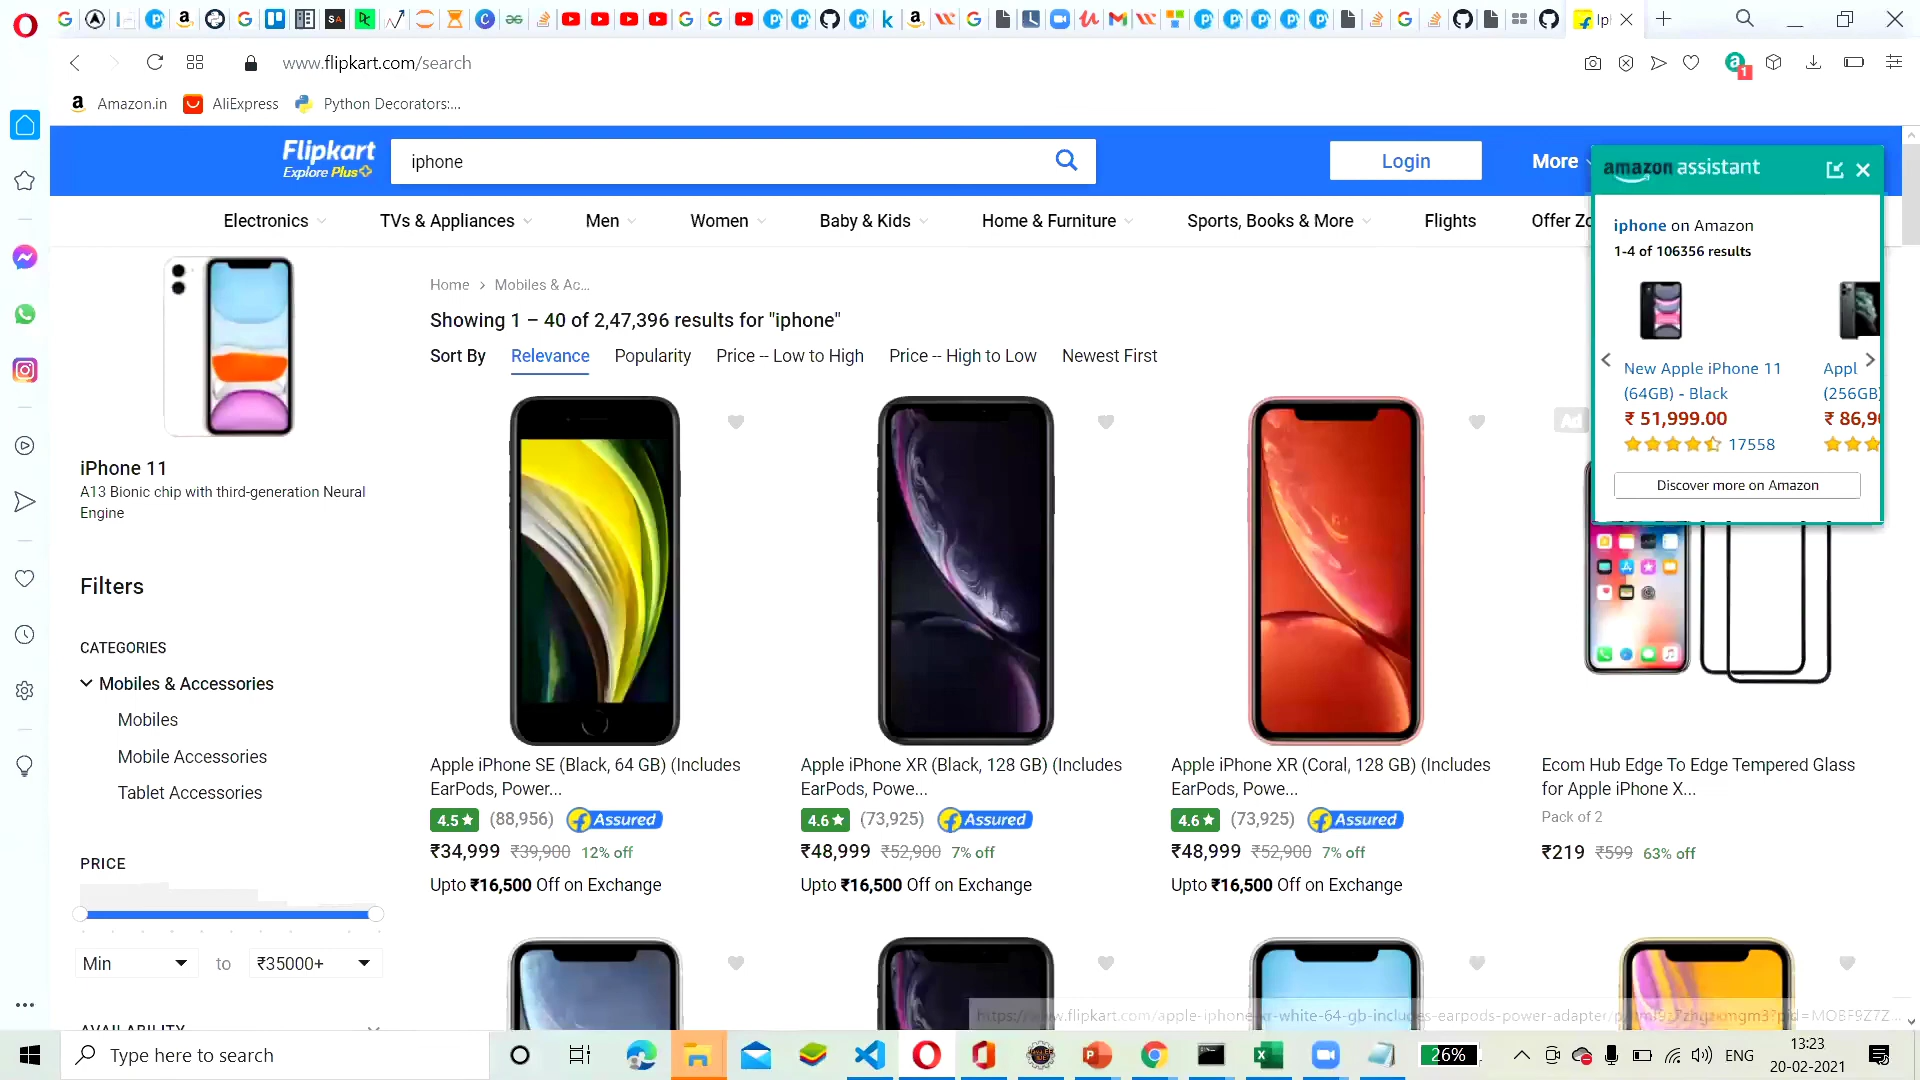 Ip
www.flipkart.com/search
1
Amazon.in
AliExpress
Python Decorators:...
Flipkart
Explore Plus
iphone
Login
More
amazon assistant
Electronics
TVs & Appliances
Men
Women
Baby & Kids
Home & Furniture
Sports, Books & More
Flights
Offer Zo
iphone on Amazon
1-4 of 106356 results
New Apple iPhone 11
(64GB) - Black
₹ 51,999.00
17558
Appl
(256GB)
₹ 86,90
Discover more on Amazon
iPhone 11
A13 Bionic chip with third-generation Neural
Engine
Home > Mobiles & Ac...
Showing 1 – 40 of 2,47,396 results for "iphone"
Sort By
Relevance
Popularity
Price -- Low to High
Price -- High to Low
Newest First
Ad
Filters
CATEGORIES
Mobiles & Accessories
Mobiles
Mobile Accessories
Tablet Accessories
PRICE
Min
to
₹35000+
AVAILABILITY
Apple iPhone SE (Black, 64 GB) (Includes
EarPods, Power...
4.5 ★ (88,956) Assured
₹34,999 ₹39,900 12% off
Upto ₹16,500 Off on Exchange
Apple iPhone XR (Black, 128 GB) (Includes
EarPods, Powe...
4.6 ★ (73,925) Assured
₹48,999 ₹52,900 7% off
Upto ₹16,500 Off on Exchange
Apple iPhone XR (Coral, 128 GB) (Includes
EarPods, Powe...
4.6 ★ (73,925) Assured
₹48,999 ₹52,900 7% off
Upto ₹16,500 Off on Exchange
Ecom Hub Edge To Edge Tempered Glass
for Apple iPhone X...
Pack of 2
₹219 ₹599 63% off
Type here to search
26%
ENG
13:23
20-02-2021